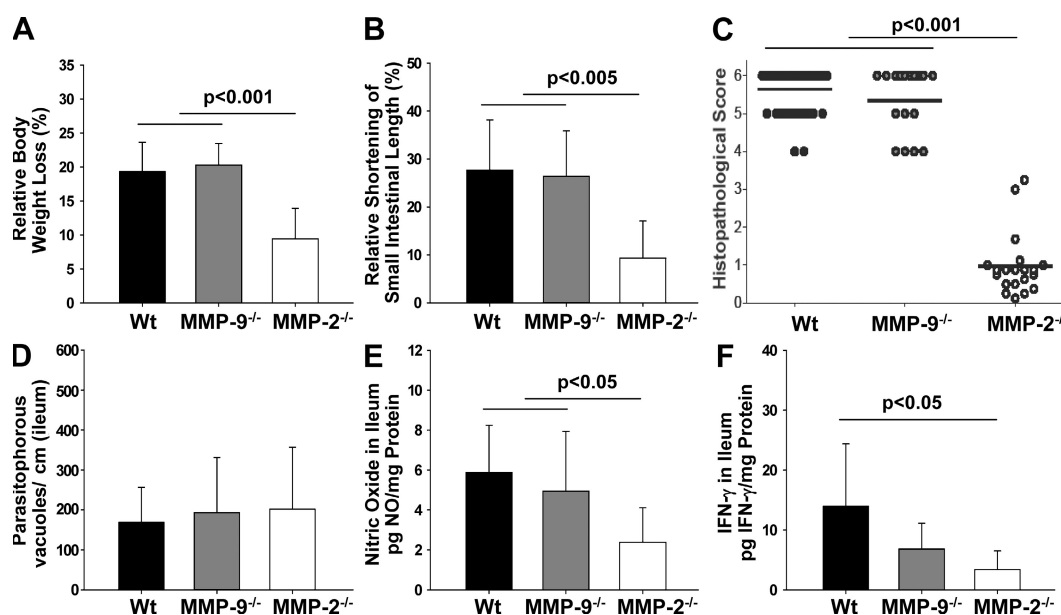 A
Relative Body
Weight Loss (%)
35
30
25
20
15
10
5
0
p<0.001
Wt MMP-9-/- MMP-2-/-
B
Relative Shortening of
Small Intestinal Length (%)
50
40
30
20
10
0
p<0.005
Wt MMP-9-/- MMP-2-/-
C
Histopathological Score
6
5
4
3
2
1
0
p<0.001
Wt MMP-9-/- MMP-2-/
D
Parasitophorous
vacuoles/ cm (ileum)
600
500
400
300
200
100
0
Wt MMP-9-/- MMP-2-/-
E
Nitric Oxide in Ileum
pg NO/mg Protein
12
10
8
6
4
2
0
p<0.05
Wt MMP-9-/- MMP-2-/-
F
IFN-γ in Ileum
pg IFN-γ/mg Protein
40
30
20
10
0
p<0.05
Wt MMP-9-/- MMP-2-/-